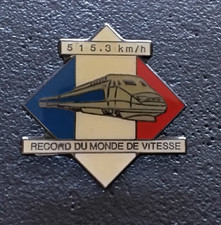 515.3 km/h
RECORD DU MONDE DE VITESSE